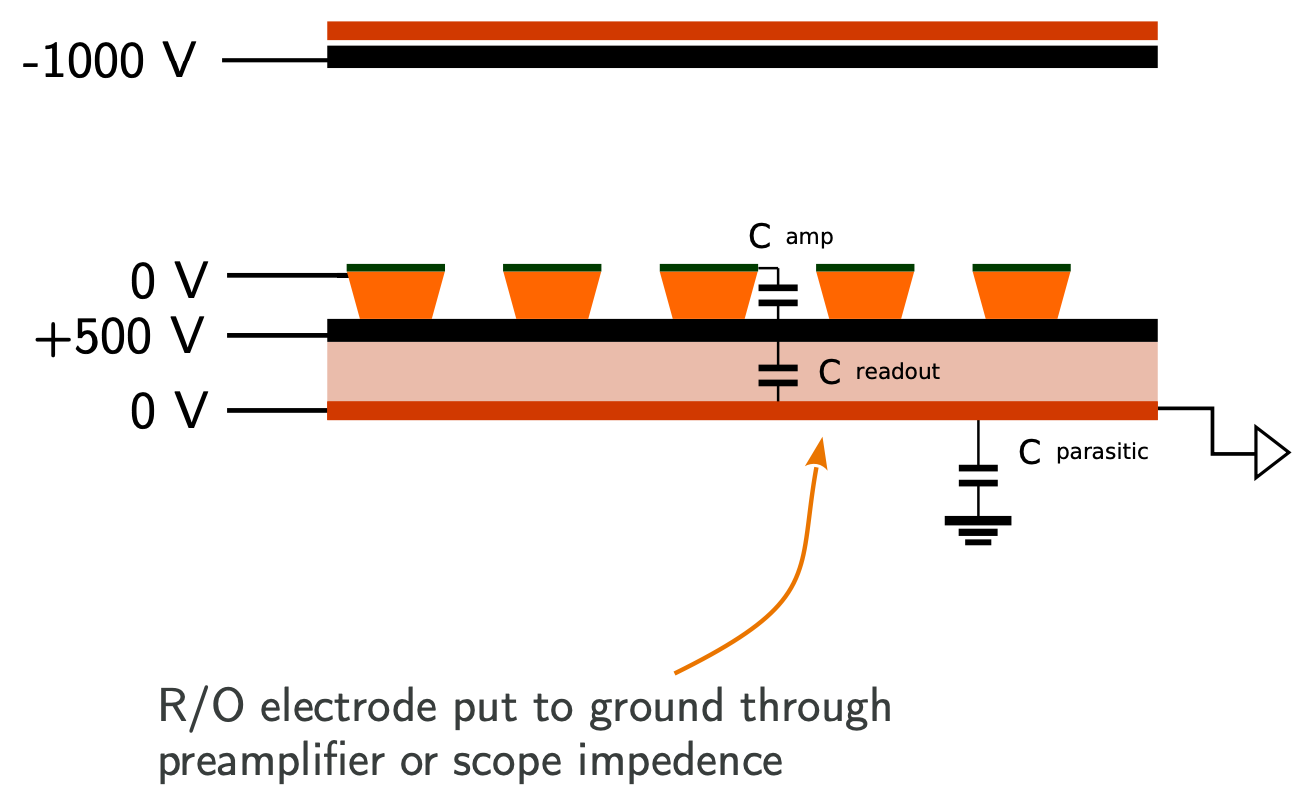 -1000 V
C amp
0 V
+500 V
C readout
0 V
C parasitic
R/O electrode put to ground through
preamplifier or scope impedence